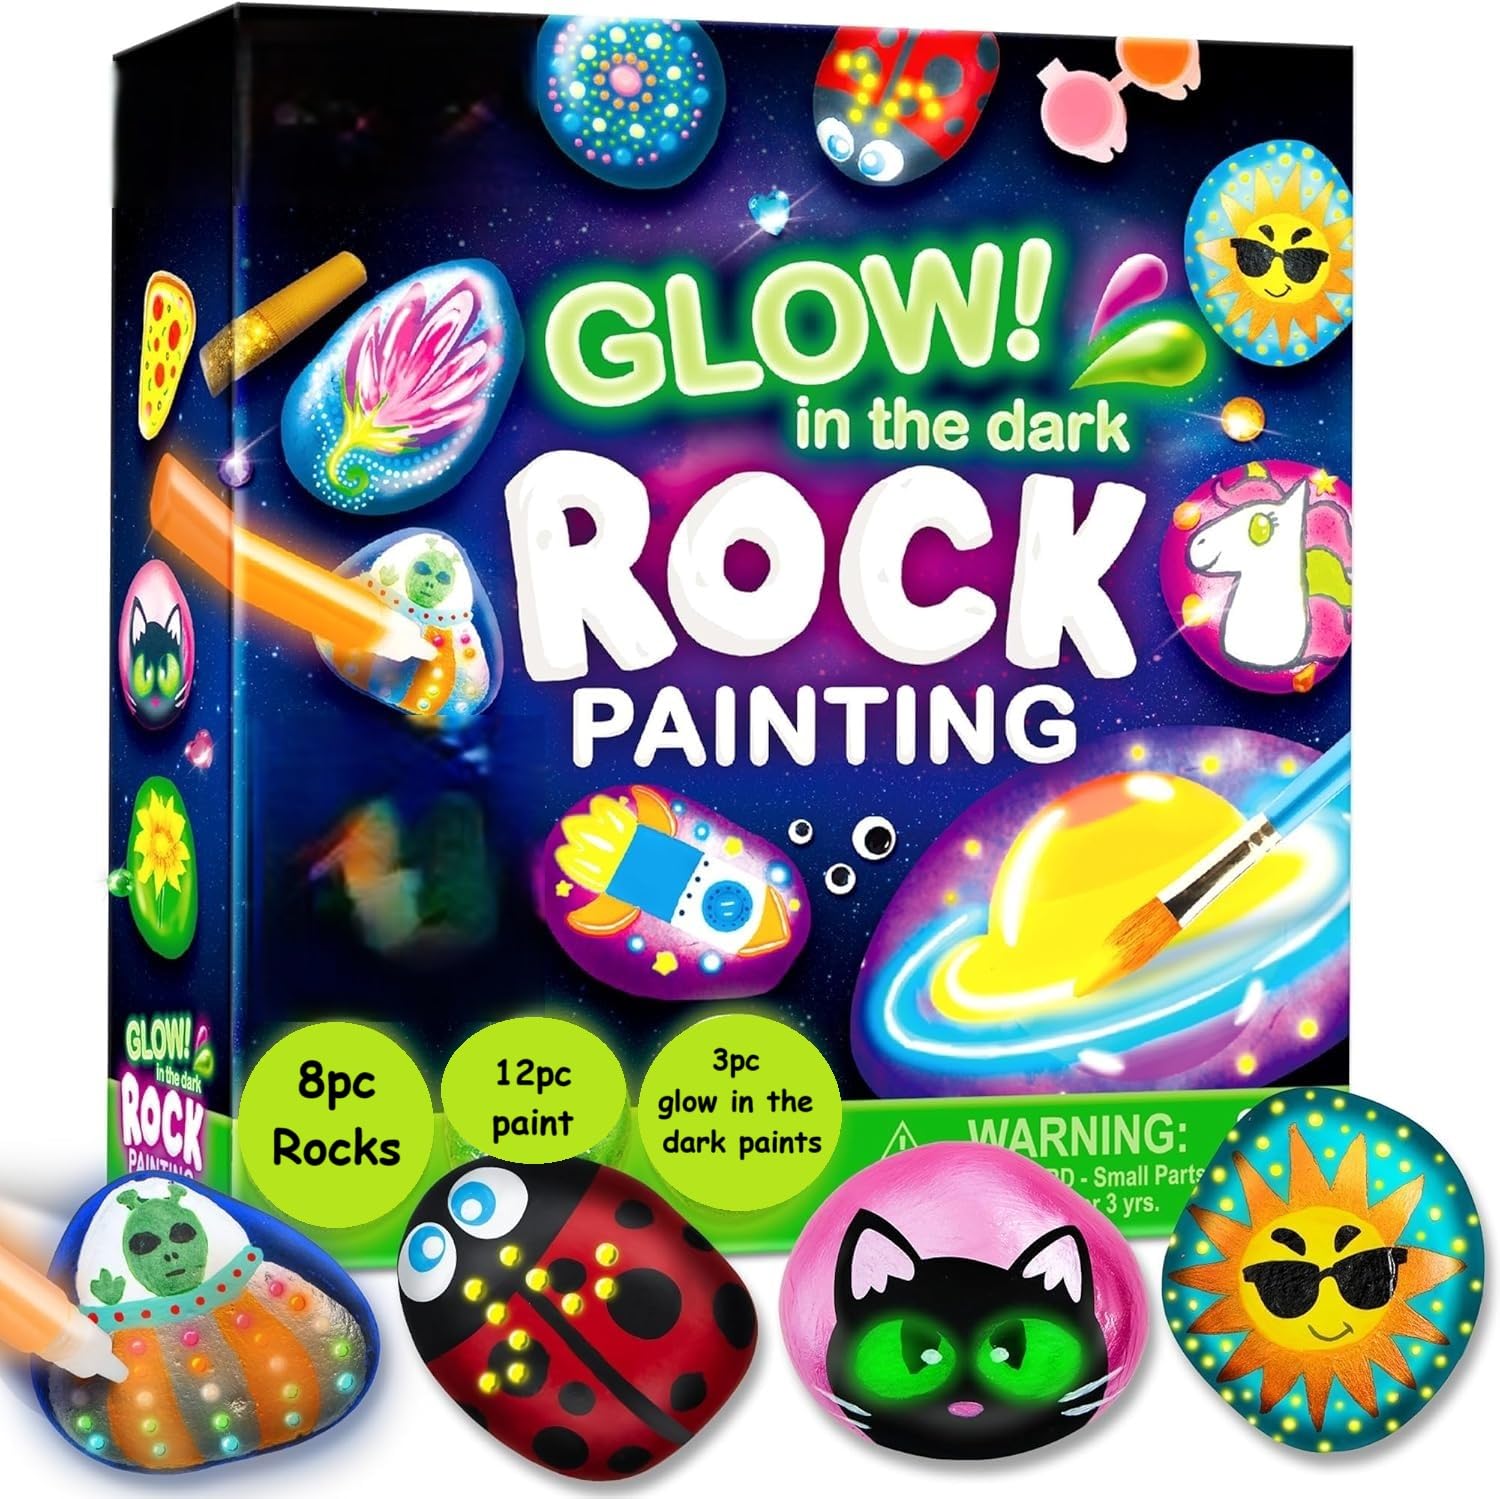 GLOW!
in the dark
ROCK
PAINTING
8pc
Rocks
12pc
paint
3pc
glow in the
dark paints
WARNING:
- Small Parts
3 yrs.
GLOW!
in the dark
ROCK
PAINTING